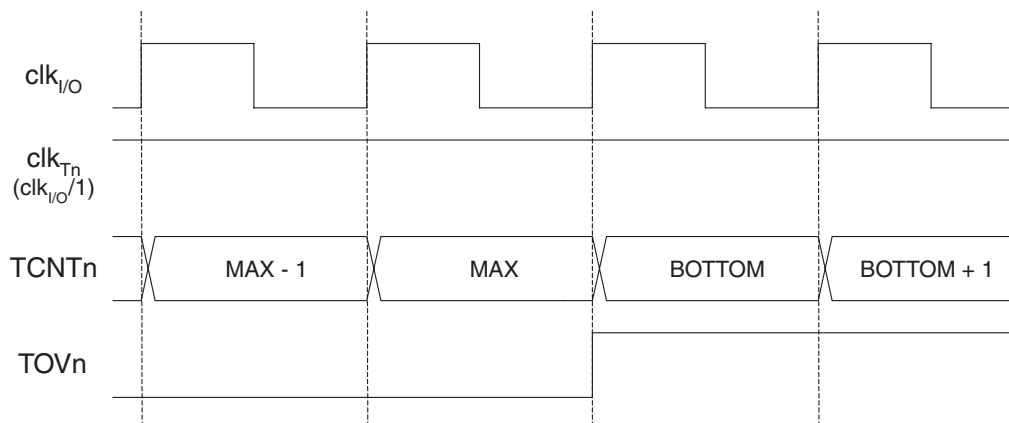 clkI/O
clkTn
(clkI/O/1)
TCNTn
MAX - 1
MAX
BOTTOM
BOTTOM + 1
TOVn